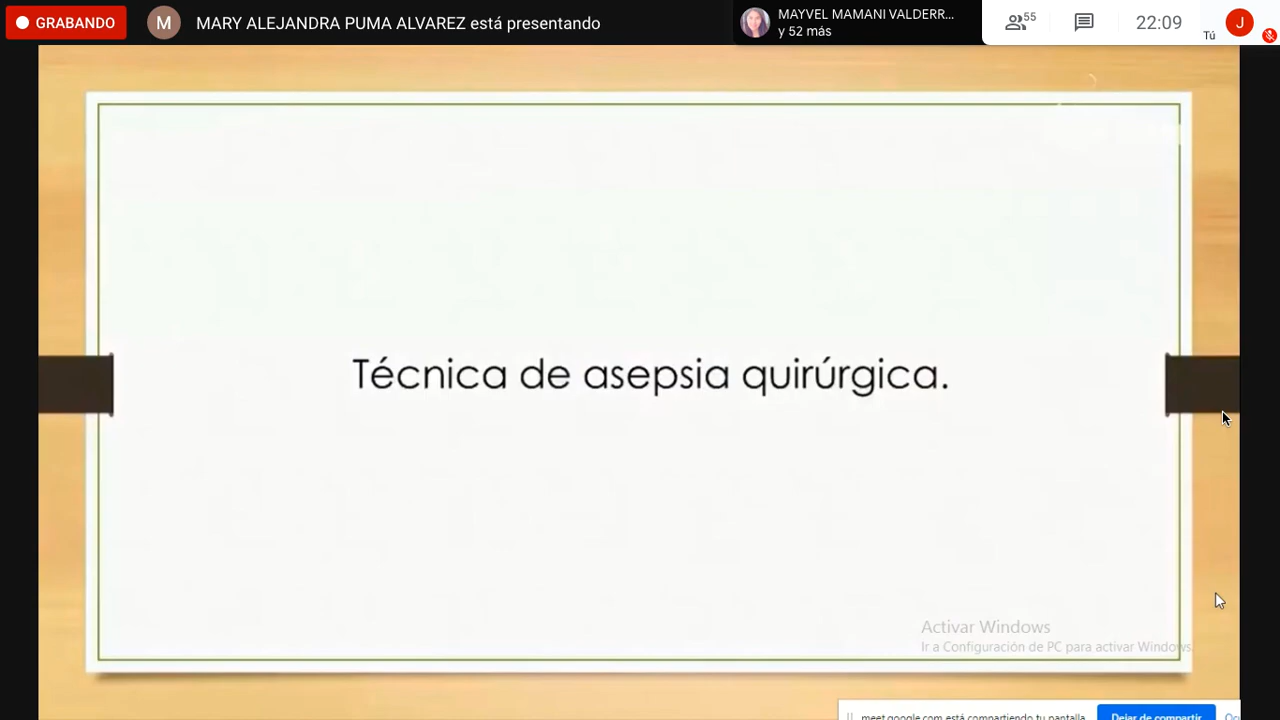 GRABANDO
M
MARY ALEJANDRA PUMA ALVAREZ está presentando
MAYVEL MAMANI VALDERR...
y 52 más
55
22:09
Tú
J
Técnica de asepsia quirúrgica.
Activar Windows
Ir a Configuración de PC para activar Windows.
meet.google.com está compartiendo tu pantalla.
Dejar de compartir